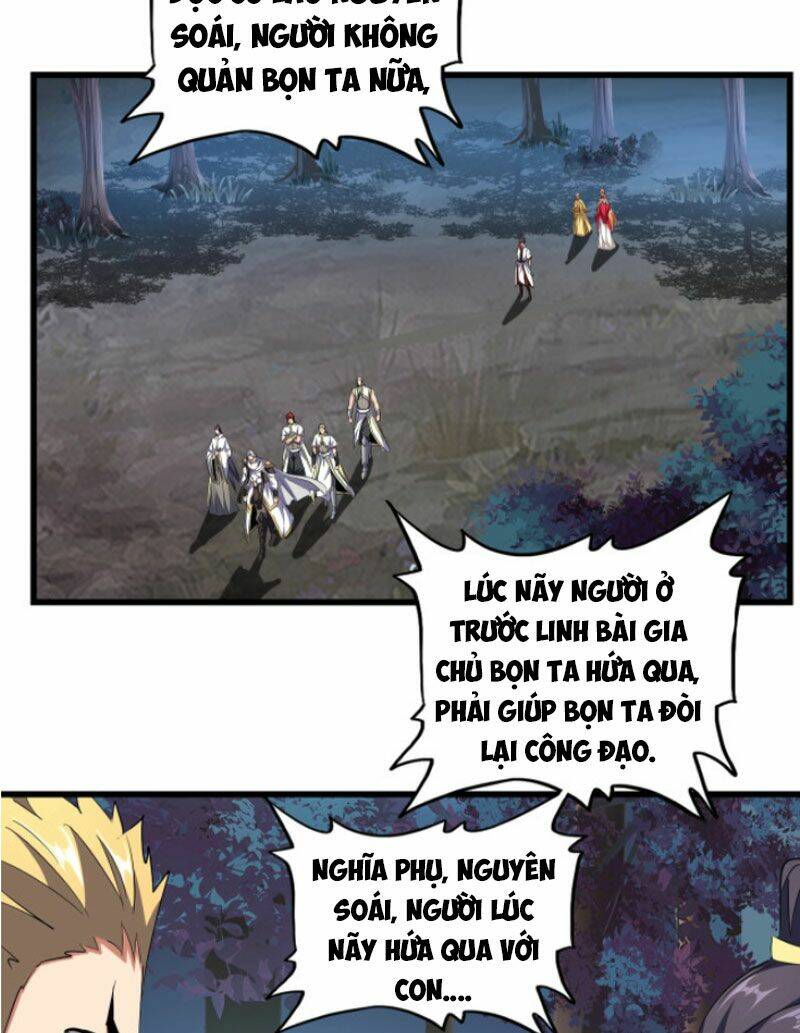 SOÁI, NGƯỜI KHÔNG
QUẢN BỌN TA NỮA,
LÚC NÃY NGƯỜI Ở
TRƯỚC LINH BÀI GIA
CHỦ BỌN TA HỨA QUA,
PHẢI GIÚP BỌN TA ĐÒI
LẠI CÔNG ĐẠO.
NGHĨA PHỤ, NGUYÊN
SOÁI, NGƯỜI LÚC
NÃY HỨA QUA VỚI
CON....